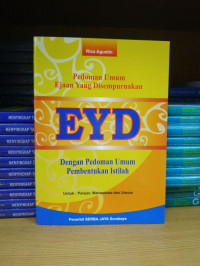 Risa Agustin
Pedoman Umum
Ejaan Yang Disempurnakan
EYD
Dengan Pedoman Umum
Pembentukan Istilah
Untuk : Pelajar, Mahasiswa dan Umum
Penerbit SERBA JAYA Surabaya